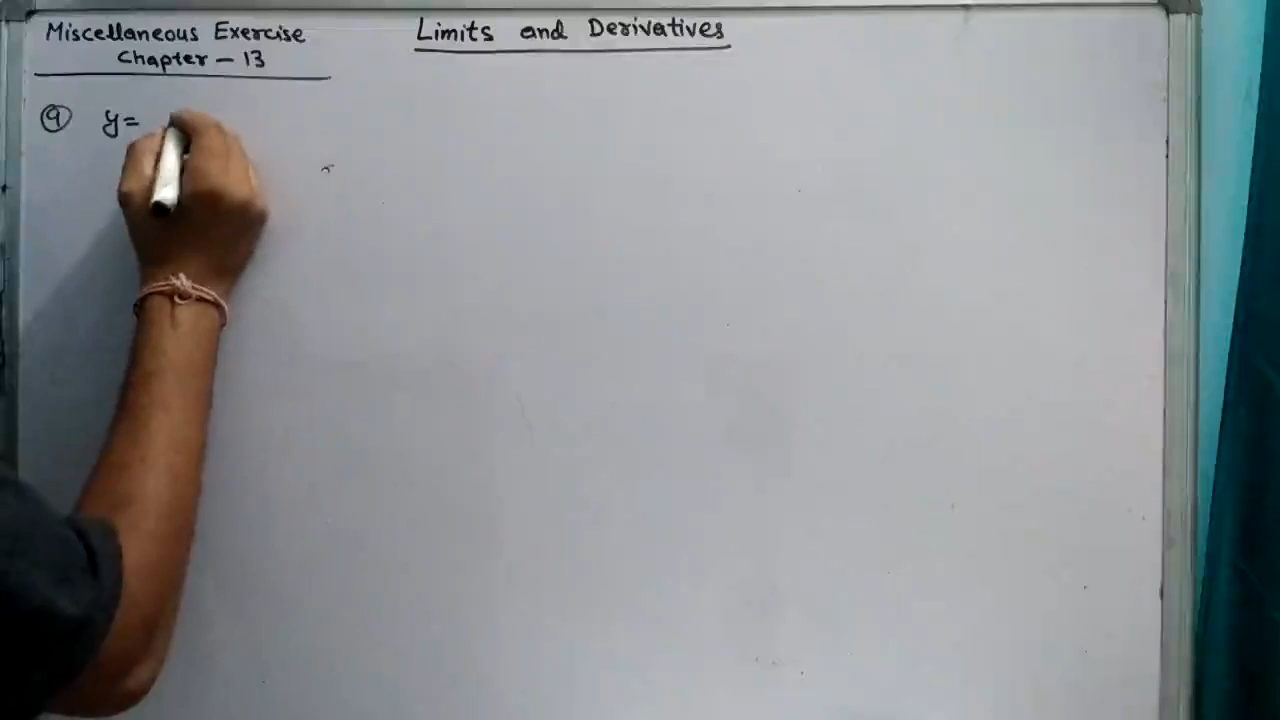 Miscellaneous Exercise
Chapter - 13
Limits and Derivatives
⑨ y=